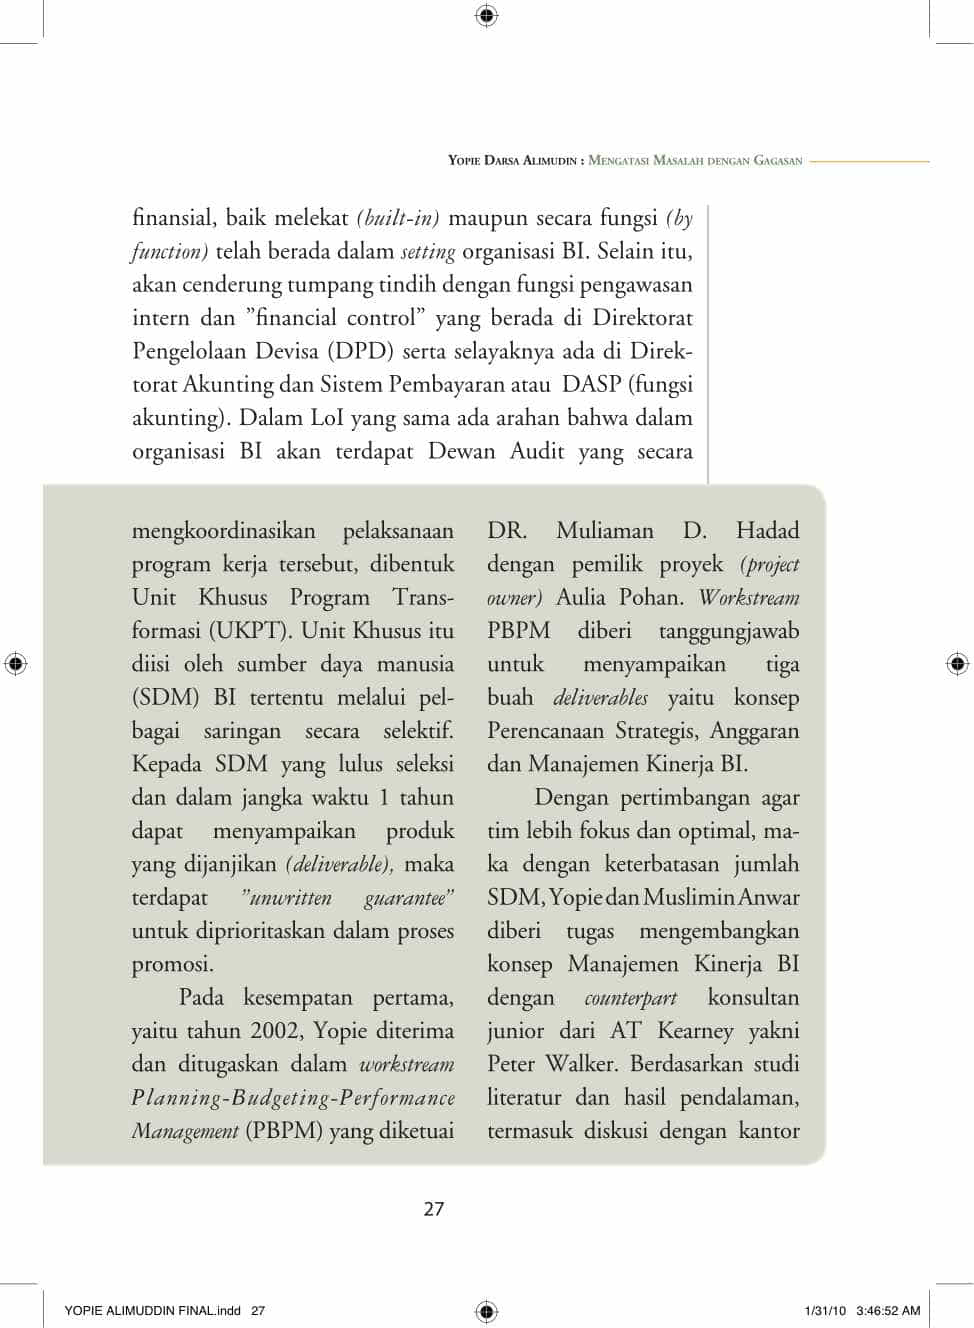 Yopie Darsa Alimudin : Mengatasi Masalah dengan Gagasan
finansial, baik melekat (built-in) maupun secara fungsi (by
function) telah berada dalam setting organisasi BI. Selain itu,
akan cenderung tumpang tindih dengan fungsi pengawasan
intern dan ”financial control” yang berada di Direktorat
Pengelolaan Devisa (DPD) serta selayaknya ada di Direk-
torat Akunting dan Sistem Pembayaran atau DASP (fungsi
akunting). Dalam LoI yang sama ada arahan bahwa dalam
organisasi BI akan terdapat Dewan Audit yang secara
mengkoordinasikan pelaksanaan
program kerja tersebut, dibentuk
Unit Khusus Program Trans-
formasi (UKPT). Unit Khusus itu
diisi oleh sumber daya manusia
(SDM) BI tertentu melalui pel-
bagai saringan secara selektif.
Kepada SDM yang lulus seleksi
dan dalam jangka waktu 1 tahun
dapat menyampaikan produk
yang dijanjikan (deliverable), maka
terdapat ”unwritten guarantee”
untuk diprioritaskan dalam proses
promosi.
Pada kesempatan pertama,
yaitu tahun 2002, Yopie diterima
dan ditugaskan dalam workstream
Planning-Budgeting-Performance
Management (PBPM) yang diketuai
DR. Muliaman D. Hadad
dengan pemilik proyek (project
owner) Aulia Pohan. Workstream
PBPM diberi tanggungjawab
untuk menyampaikan tiga
buah deliverables yaitu konsep
Perencanaan Strategis, Anggaran
dan Manajemen Kinerja BI.
Dengan pertimbangan agar
tim lebih fokus dan optimal, ma-
ka dengan keterbatasan jumlah
SDM, Yopie dan Muslimin Anwar
diberi tugas mengembangkan
konsep Manajemen Kinerja BI
dengan counterpart konsultan
junior dari AT Kearney yakni
Peter Walker. Berdasarkan studi
literatur dan hasil pendalaman,
termasuk diskusi dengan kantor
27
YOPIE ALIMUDDIN FINAL.indd 27
1/31/10 3:46:52 AM